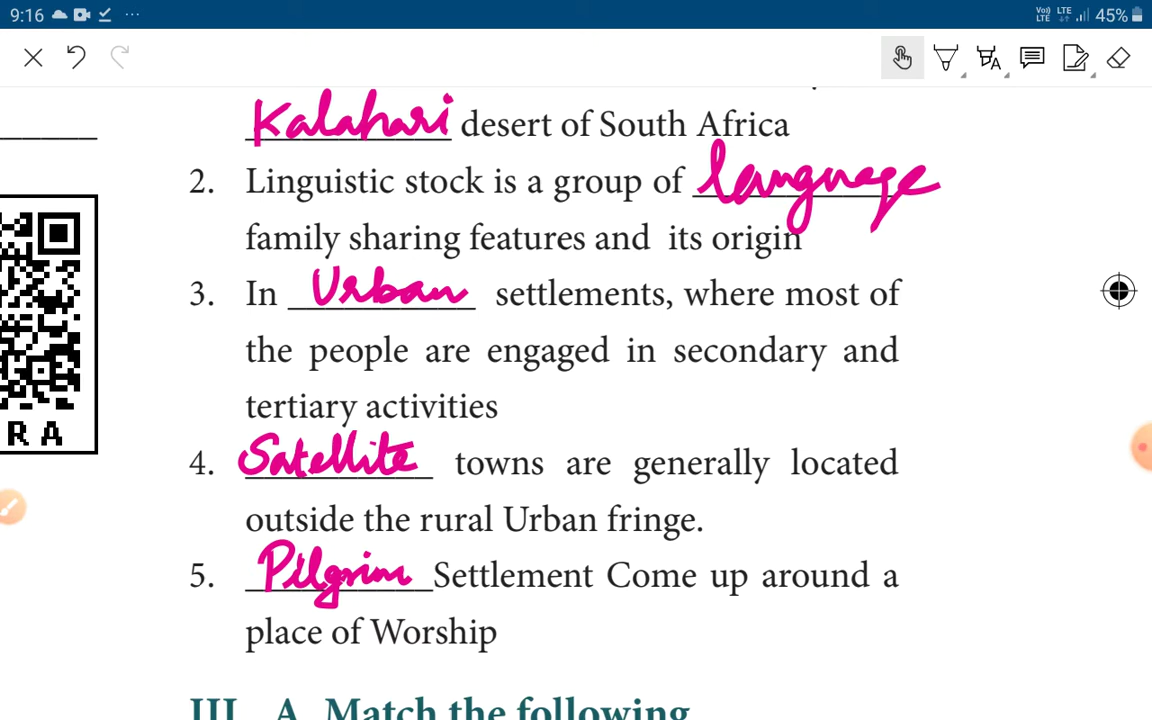 9:16 ... Vo) LTE LTE 45%
Kalahari desert of South Africa
2. Linguistic stock is a group of language
family sharing features and its origin
3. In Urban settlements, where most of
the people are engaged in secondary and
tertiary activities
4. Satellite towns are generally located
outside the rural Urban fringe.
5. Pilgrim Settlement Come up around a
place of Worship
III. A. Match the following
R A